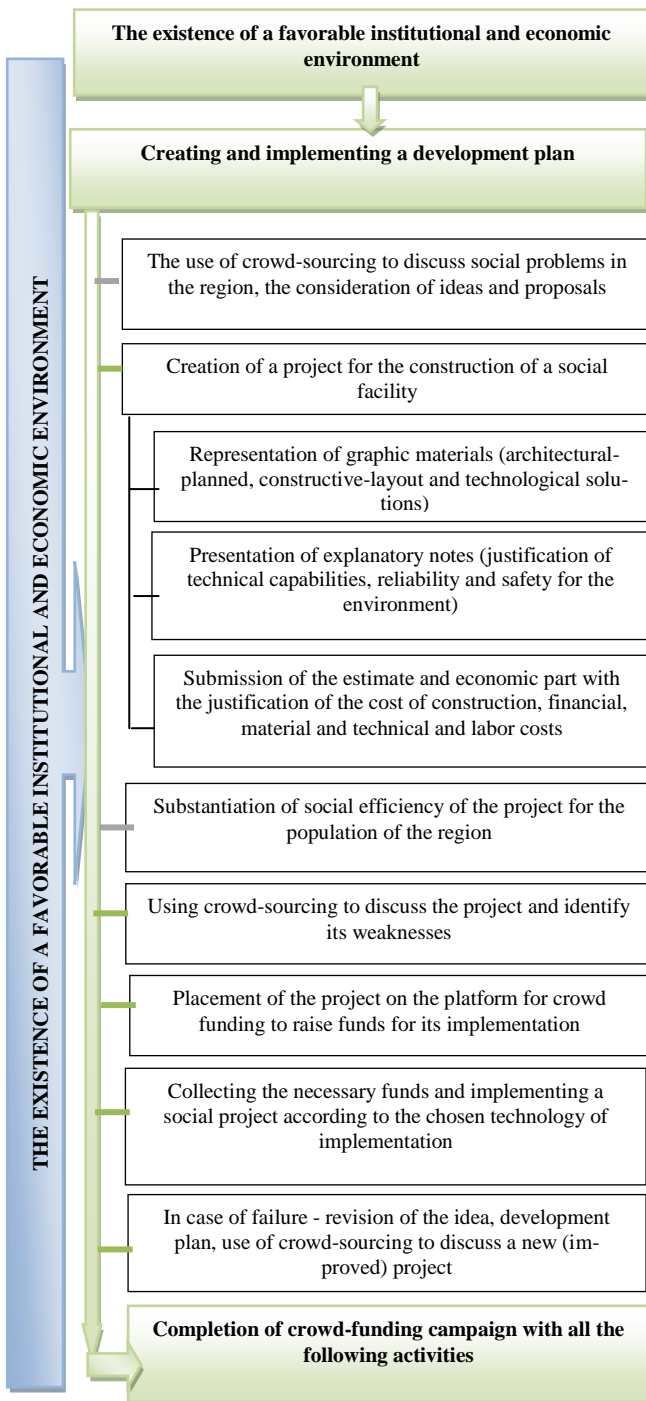 The existence of a favorable institutional and economic
environment
Creating and implementing a development plan
THE EXISTENCE OF A FAVORABLE INSTITUTIONAL AND ECONOMIC ENVIRONMENT
The use of crowd-sourcing to discuss social problems in
the region, the consideration of ideas and proposals
Creation of a project for the construction of a social
facility
Representation of graphic materials (architectural-
planned, constructive-layout and technological solu-
tions)
Presentation of explanatory notes (justification of
technical capabilities, reliability and safety for the
environment)
Submission of the estimate and economic part with
the justification of the cost of construction, financial,
material and technical and labor costs
Substantiation of social efficiency of the project for the
population of the region
Using crowd-sourcing to discuss the project and identify
its weaknesses
Placement of the project on the platform for crowd
funding to raise funds for its implementation
Collecting the necessary funds and implementing a
social project according to the chosen technology of
implementation
In case of failure - revision of the idea, development
plan, use of crowd-sourcing to discuss a new (im-
proved) project
Completion of crowd-funding campaign with all the
following activities